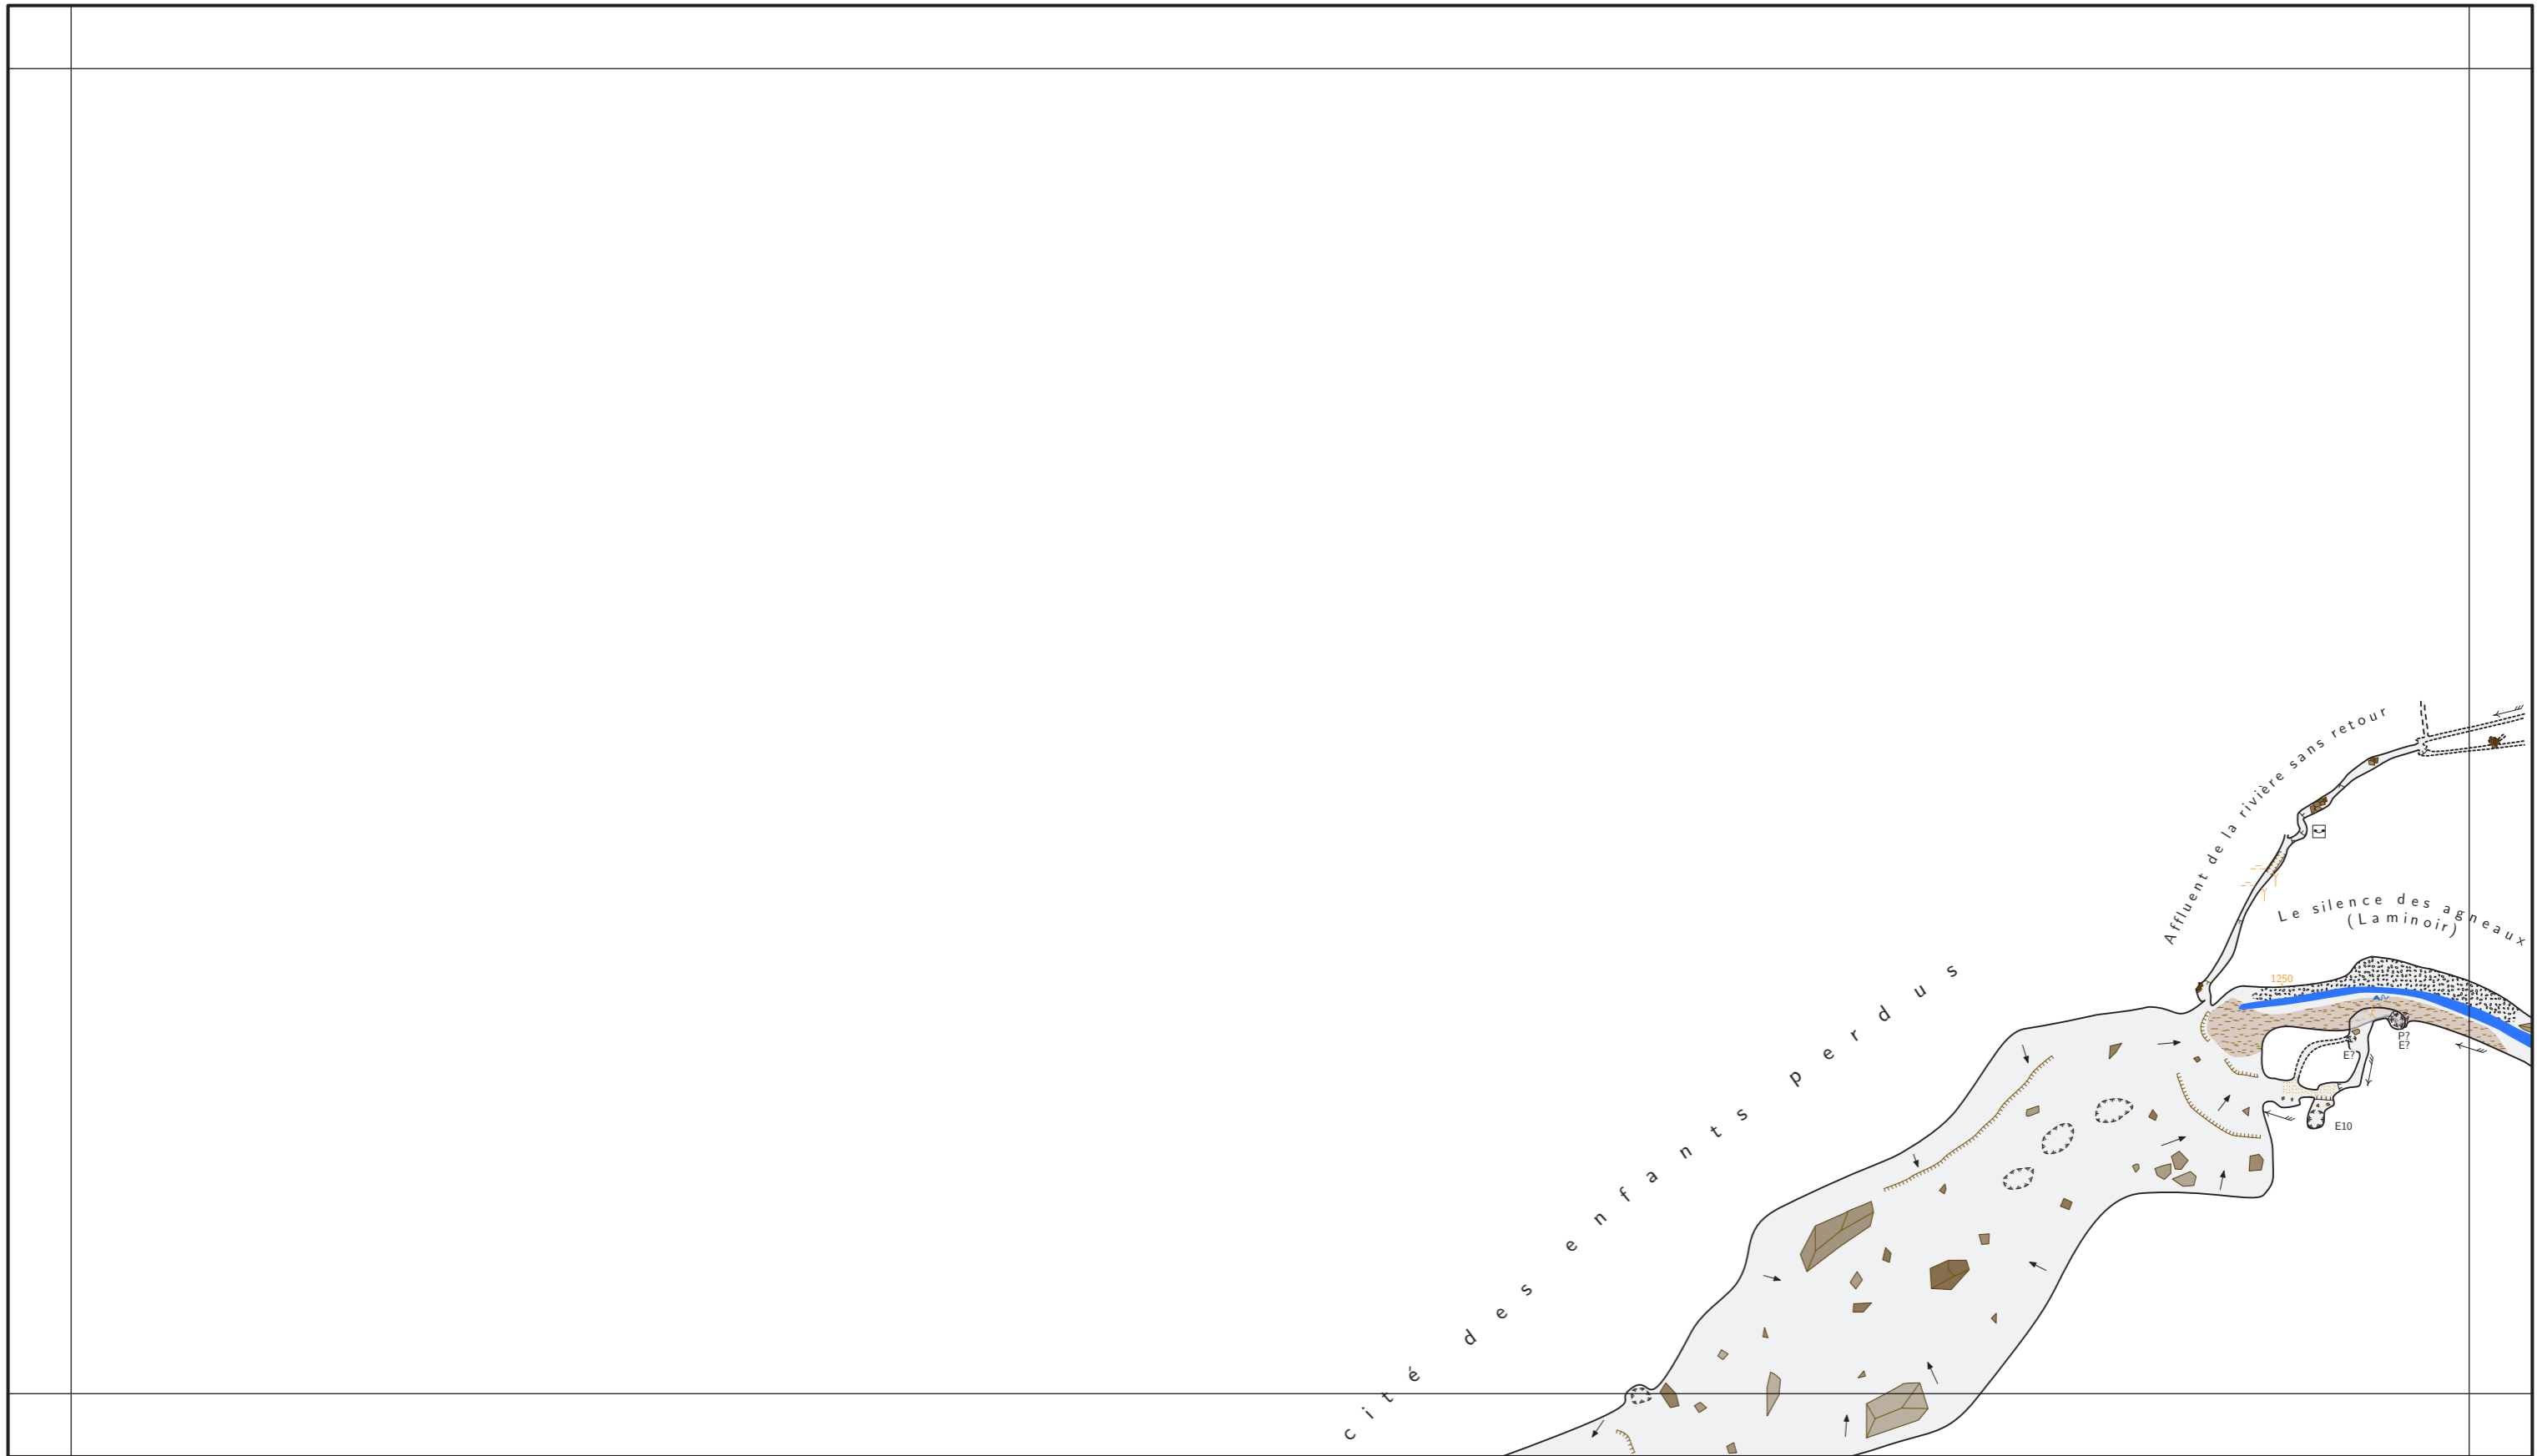 Affluent de la rivière sans retour
Le silence des agneaux
(Laminoir)
cité des enfants perdus
1250
P?
E?
E?
E10